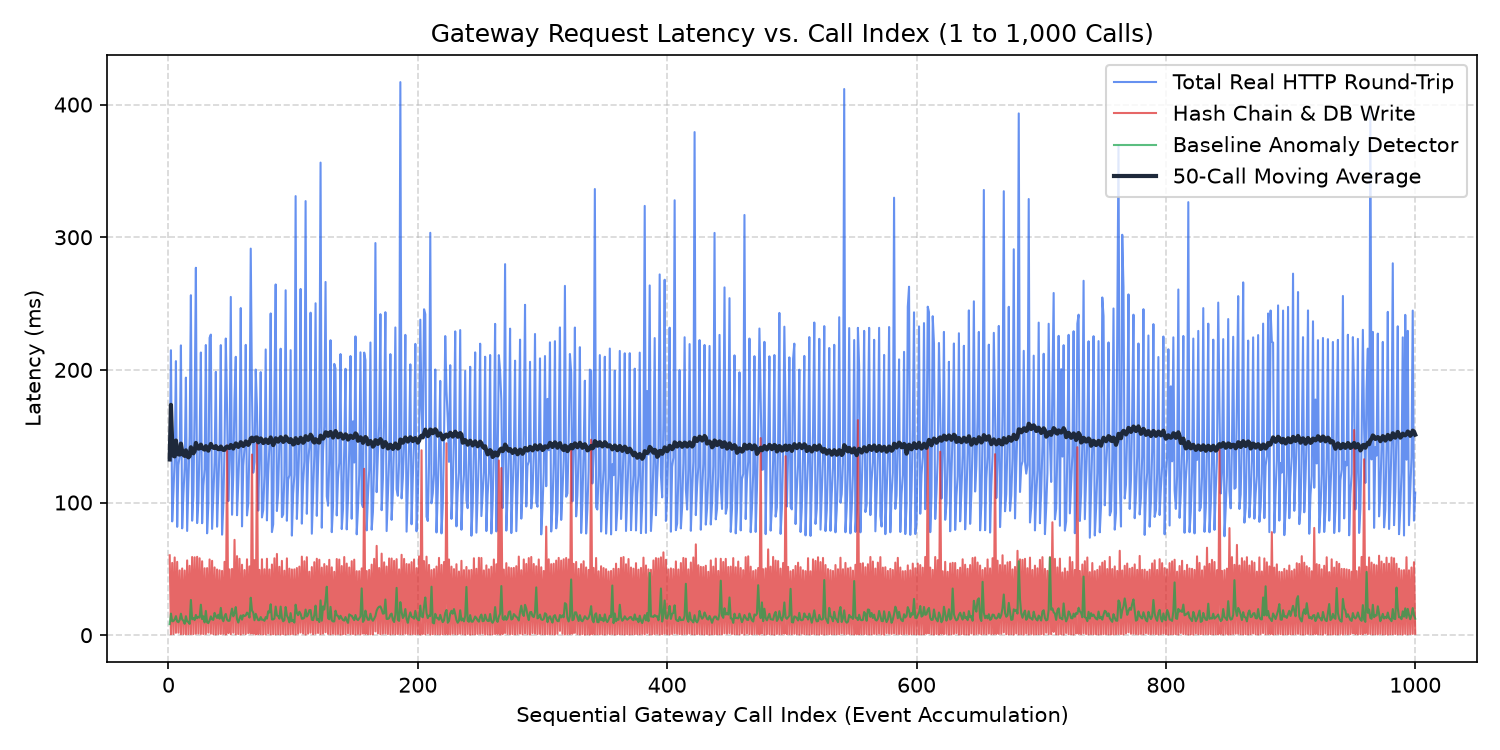 Gateway Request Latency vs. Call Index (1 to 1,000 Calls)
Total Real HTTP Round-Trip
Hash Chain & DB Write
Baseline Anomaly Detector
50-Call Moving Average
Latency (ms)
400
300
200
100
0
0 200 400 600 800 1000
Sequential Gateway Call Index (Event Accumulation)